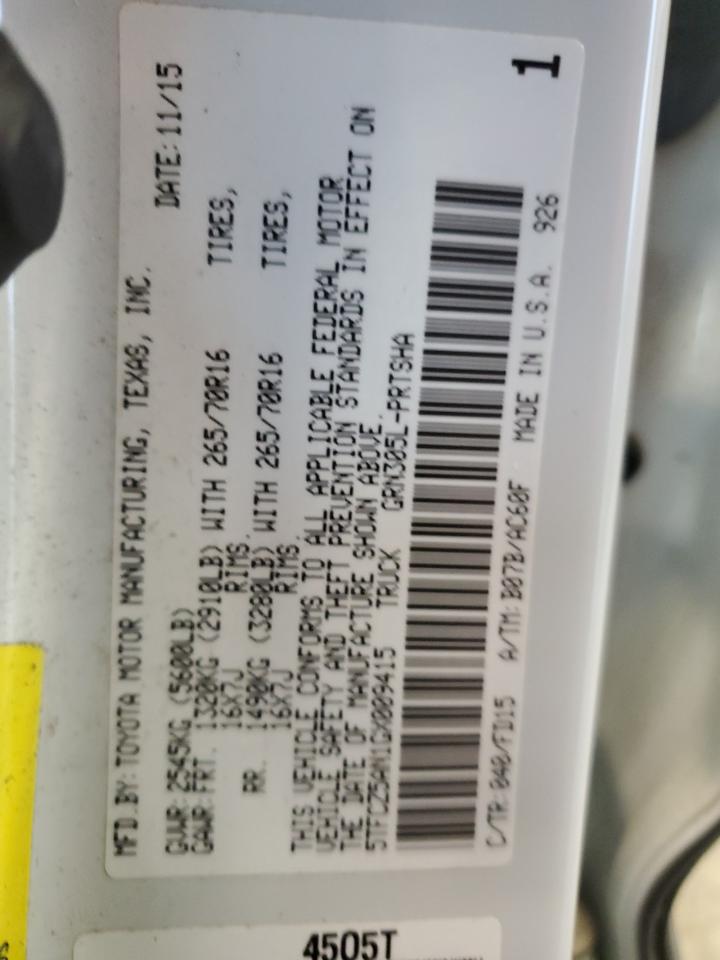 MFD.BY:TOYOTA MOTOR MANUFACTURING, TEXAS, INC. DATE:11/15
GVWR:2545KG (5600LB)
GAWR:FRT. 1320KG (2910LB) WITH 265/70R16 TIRES,
16X7J RIMS.
RR. 1490KG (3280LB) WITH 265/70R16 TIRES,
16X7J RIMS
THIS VEHICLE CONFORMS TO ALL APPLICABLE FEDERAL MOTOR
VEHICLE SAFETY AND THEFT PREVENTION STANDARDS IN EFFECT ON
THE DATE OF MANUFACTURE SHOWN ABOVE.
5TFCZ5AN1GX009415 TRUCK GRN305L-PRTSHA
C/TR:040/FD15 A/TM:B07B/AC60F MADE IN U.S.A. 926
1
4505T